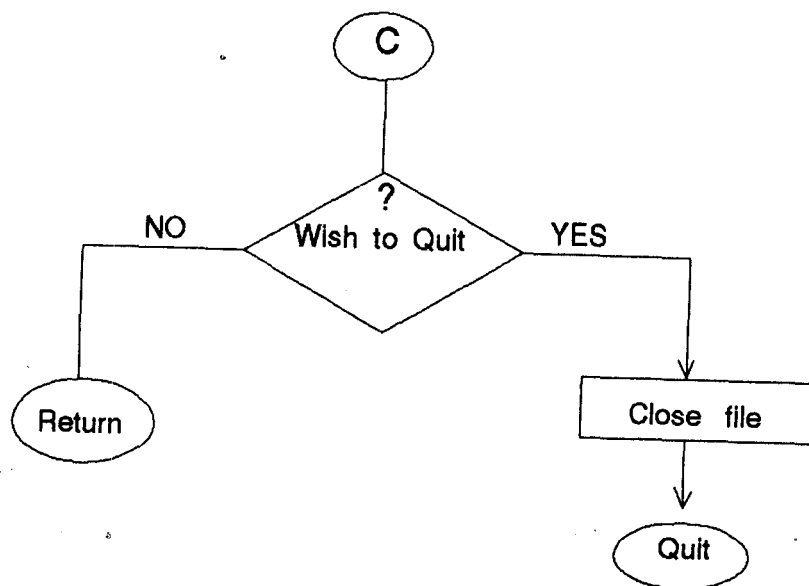 C
?
Wish to Quit
NO
YES
Return
Close file
Quit